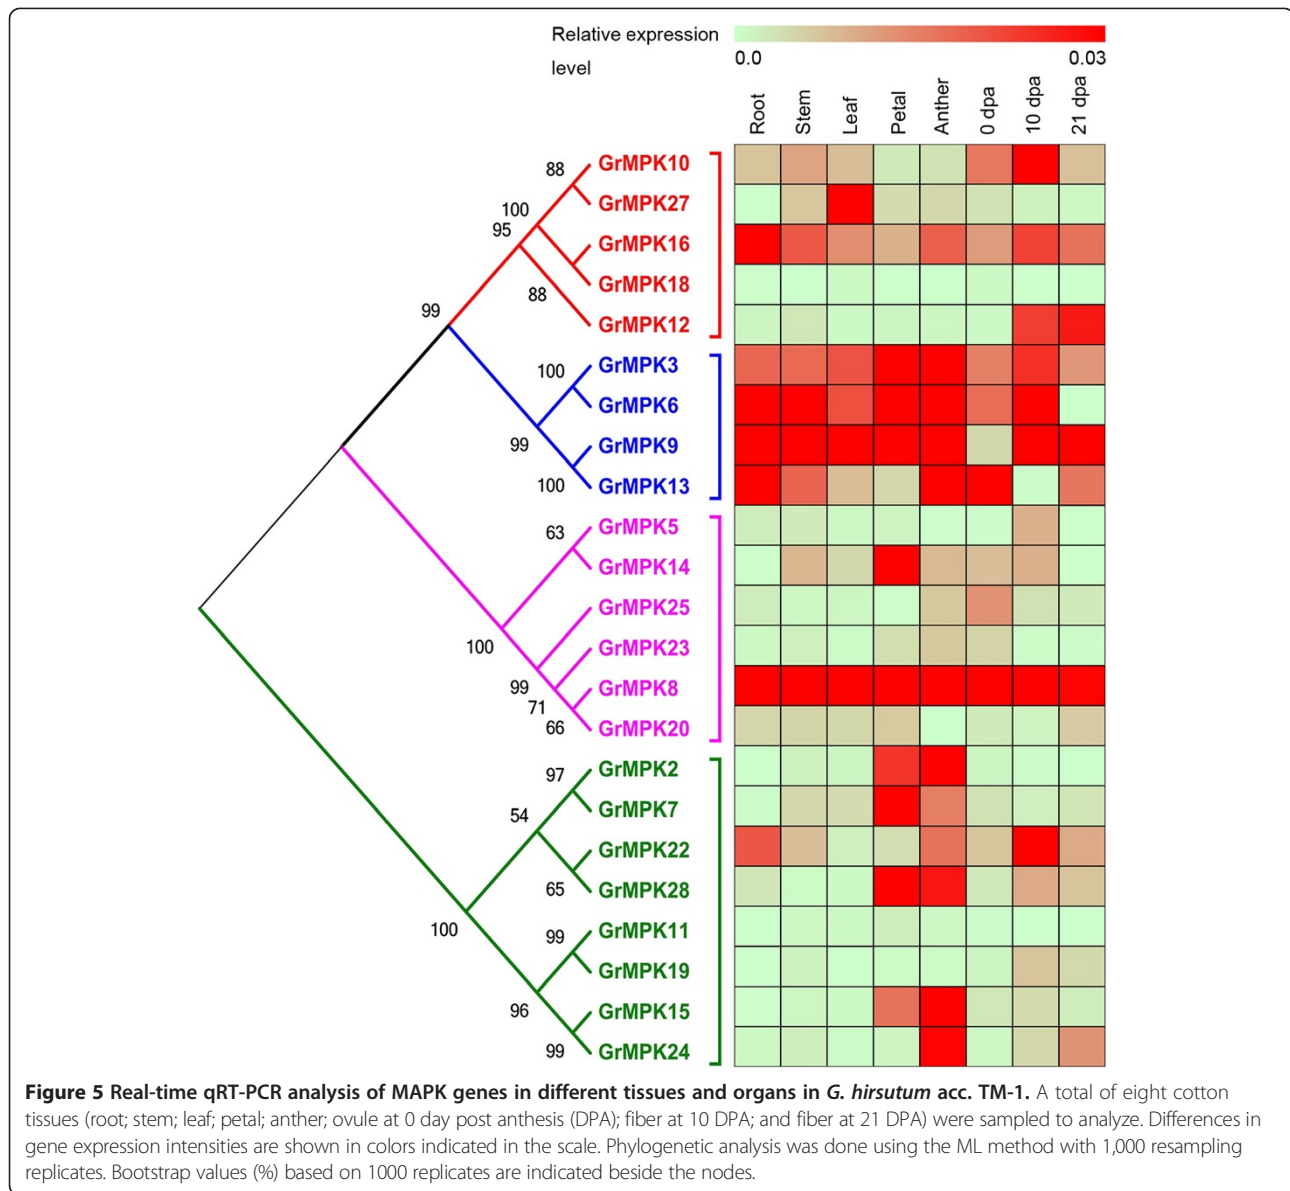 Relative expression
level
0.0
0.03
Root
Stem
Leaf
Petal
Anther
0 dpa
10 dpa
21 dpa
88
GrMPK10
GrMPK27
100
95
GrMPK16
GrMPK18
88
GrMPK12
99
GrMPK3
100
GrMPK6
99
GrMPK9
100
GrMPK13
63
GrMPK5
GrMPK14
GrMPK25
100
GrMPK23
99
GrMPK8
71
66
GrMPK20
97
GrMPK2
54
GrMPK7
GrMPK22
65
GrMPK28
100
99
GrMPK11
GrMPK19
96
GrMPK15
99
GrMPK24
Figure 5 Real-time qRT-PCR analysis of MAPK genes in different tissues and organs in G. hirsutum acc. TM-1. A total of eight cotton
tissues (root; stem; leaf; petal; anther; ovule at 0 day post anthesis (DPA); fiber at 10 DPA; and fiber at 21 DPA) were sampled to analyze. Differences in
gene expression intensities are shown in colors indicated in the scale. Phylogenetic analysis was done using the ML method with 1,000 resampling
replicates. Bootstrap values (%) based on 1000 replicates are indicated beside the nodes.